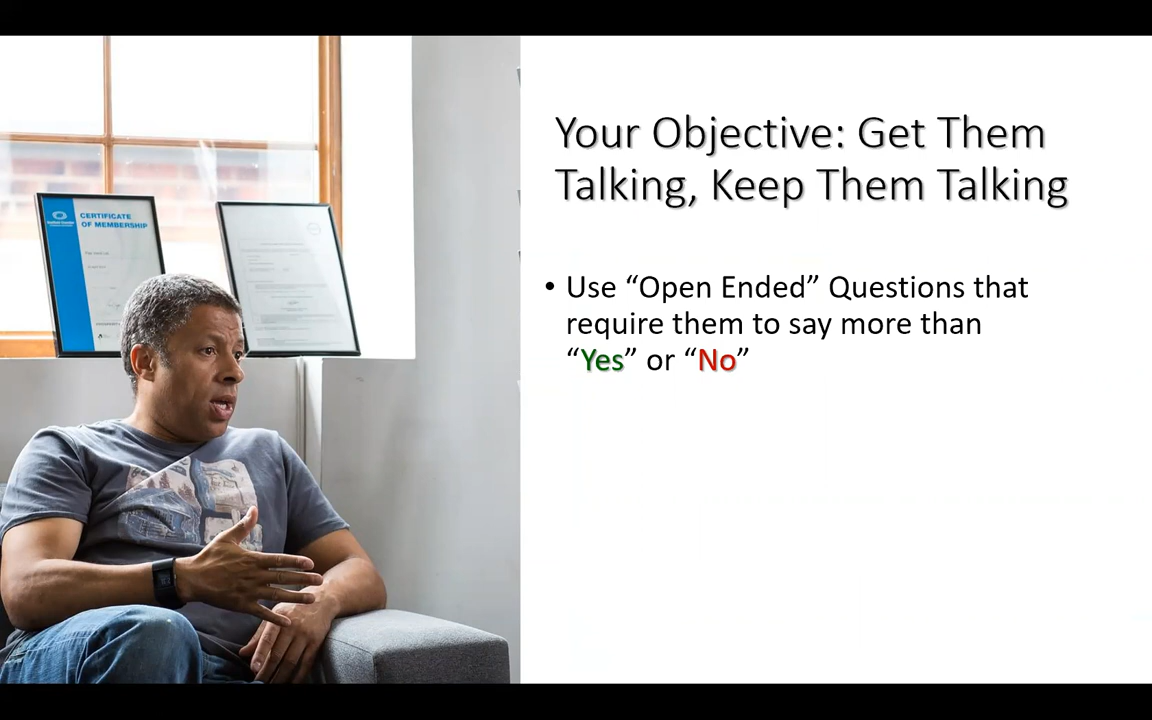 Your Objective: Get Them
Talking, Keep Them Talking
• Use “Open Ended” Questions that
require them to say more than
“Yes” or “No”
CERTIFICATE
OF MEMBERSHIP